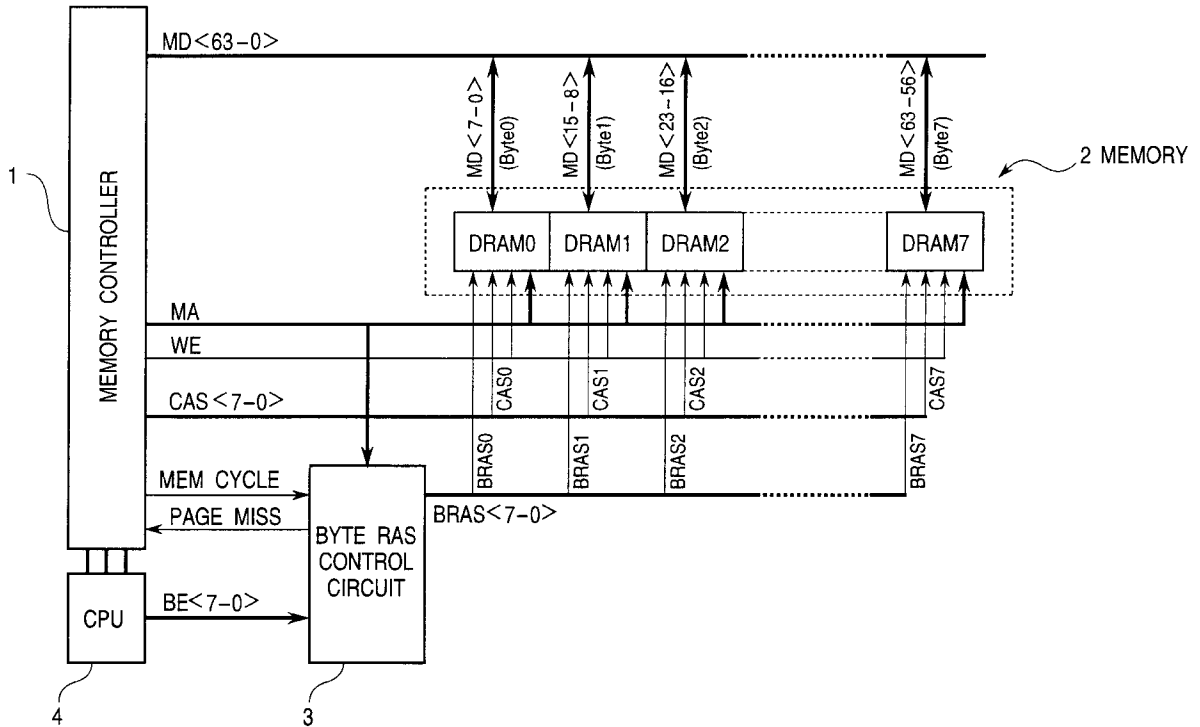 MD<63-0>
MD<7-0>
(Byte0)
MD<15-8>
(Byte1)
MD<23-16>
(Byte2)
MD<63-56>
(Byte7)
2 MEMORY
1
MEMORY CONTROLLER
DRAM0
DRAM1
DRAM2
DRAM7
MA
WE
CAS0
CAS1
CAS2
CAS7
CAS<7-0>
BRAS0
BRAS1
BRAS2
BRAS7
MEM CYCLE
PAGE MISS
BRAS<7-0>
BYTE RAS
CONTROL
CIRCUIT
CPU
BE<7-0>
4
3